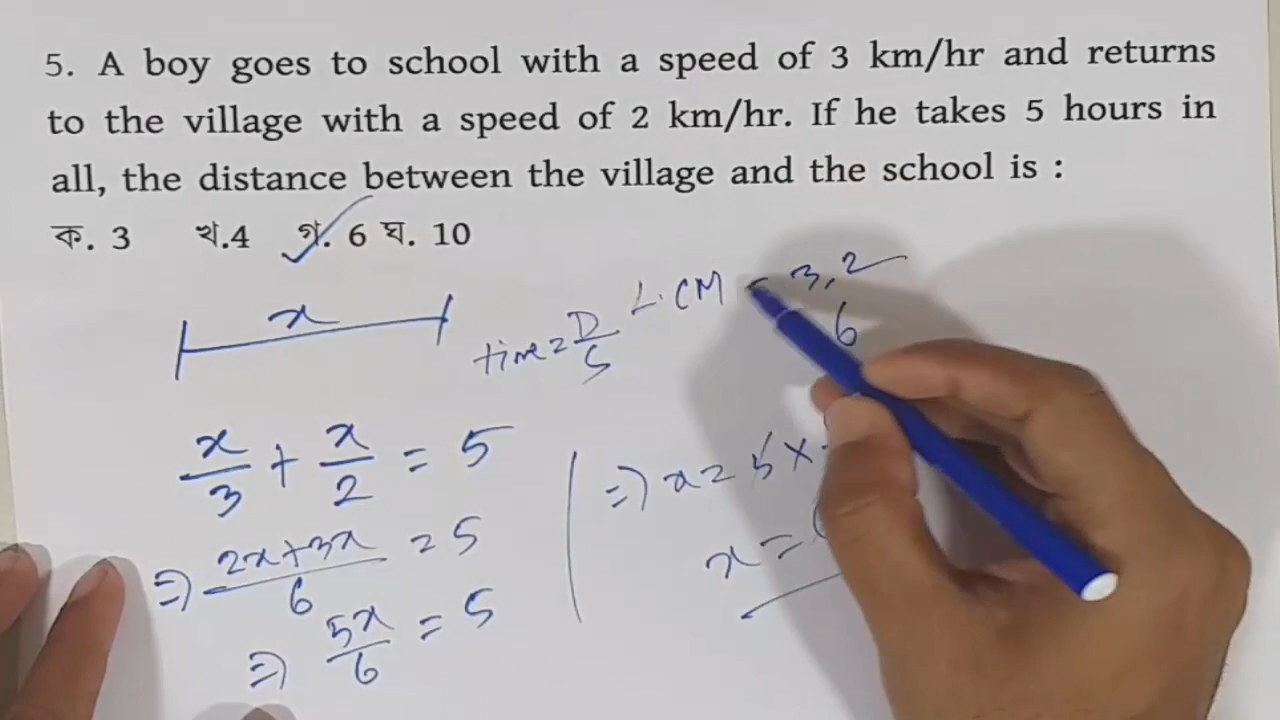 5. A boy goes to school with a speed of 3 km/hr and returns
to the village with a speed of 2 km/hr. If he takes 5 hours in
all, the distance between the village and the school is :
ক. 3 খ.4 গ. 6 ঘ. 10
x
time = D/S
L.CM = 3, 2
6
x/3 + x/2 = 5
=> (2x+3x)/6 = 5
=> 5x/6 = 5
=> x = 5 ×
x =